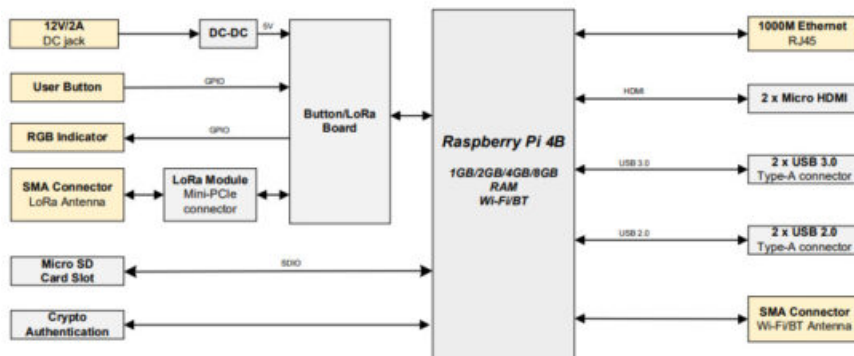 12V/2A
DC jack
DC-DC
5V
User Button
GPIO
RGB Indicator
GPIO
SMA Connector
LoRa Antenna
LoRa Module
Mini-PCIe
connector
Button/LoRa
Board
Micro SD
Card Slot
SDIO
Crypto
Authentication
Raspberry Pi 4B
1GB/2GB/4GB/8GB
RAM
Wi-Fi/BT
1000M Ethernet
RJ45
HDMI
2 x Micro HDMI
USB 3.0
2 x USB 3.0
Type-A connector
USB 2.0
2 x USB 2.0
Type-A connector
SMA Connector
Wi-Fi/BT Antenna